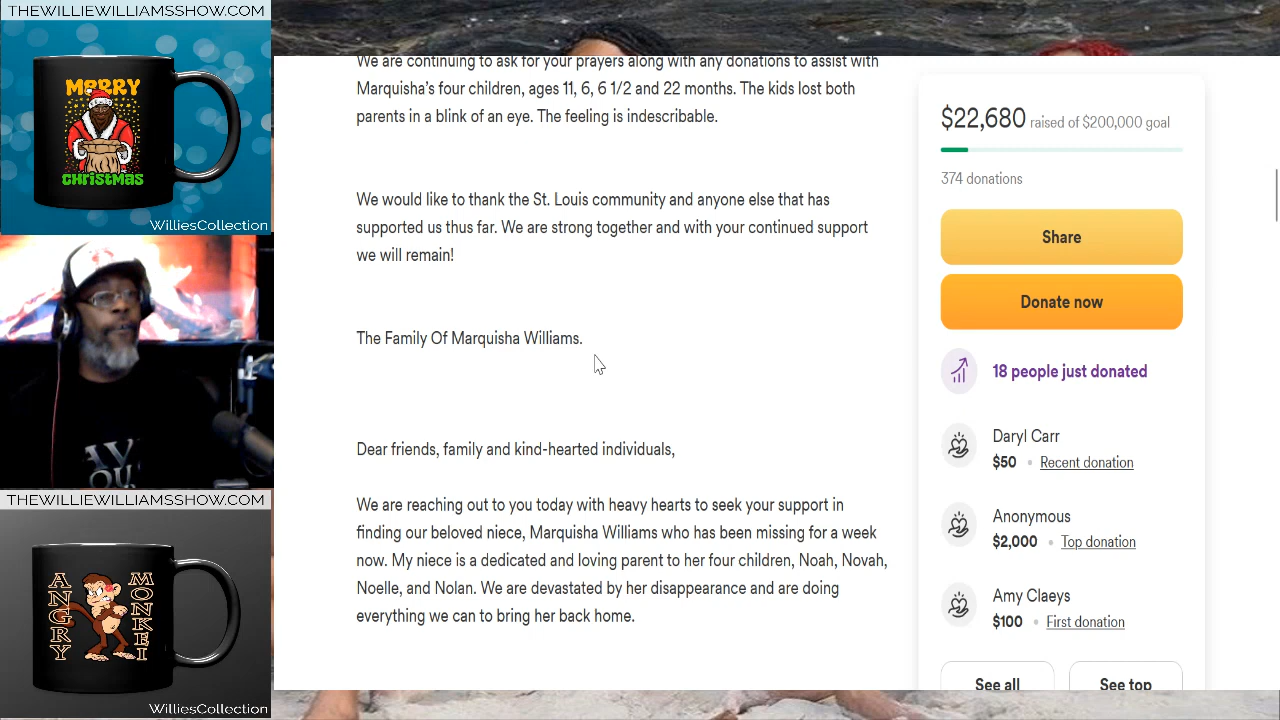 THEWILLIEWILLIAMSSHOW.COM
MERRY
CHRISTMAS
WilliesCollection
THEWILLIEWILLIAMSSHOW.COM
ANGRY
MONKEI
WilliesCollection
We are continuing to ask for your prayers along with any donations to assist with
Marquisha's four children, ages 11, 6, 6 1/2 and 22 months. The kids lost both
parents in a blink of an eye. The feeling is indescribable.
We would like to thank the St. Louis community and anyone else that has
supported us thus far. We are strong together and with your continued support
we will remain!
The Family Of Marquisha Williams.
Dear friends, family and kind-hearted individuals,
We are reaching out to you today with heavy hearts to seek your support in
finding our beloved niece, Marquisha Williams who has been missing for a week
now. My niece is a dedicated and loving parent to her four children, Noah, Novah,
Noelle, and Nolan. We are devastated by her disappearance and are doing
everything we can to bring her back home.
$22,680 raised of $200,000 goal
374 donations
Share
Donate now
18 people just donated
Daryl Carr
$50 • Recent donation
Anonymous
$2,000 • Top donation
Amy Claeys
$100 • First donation
See all
See top